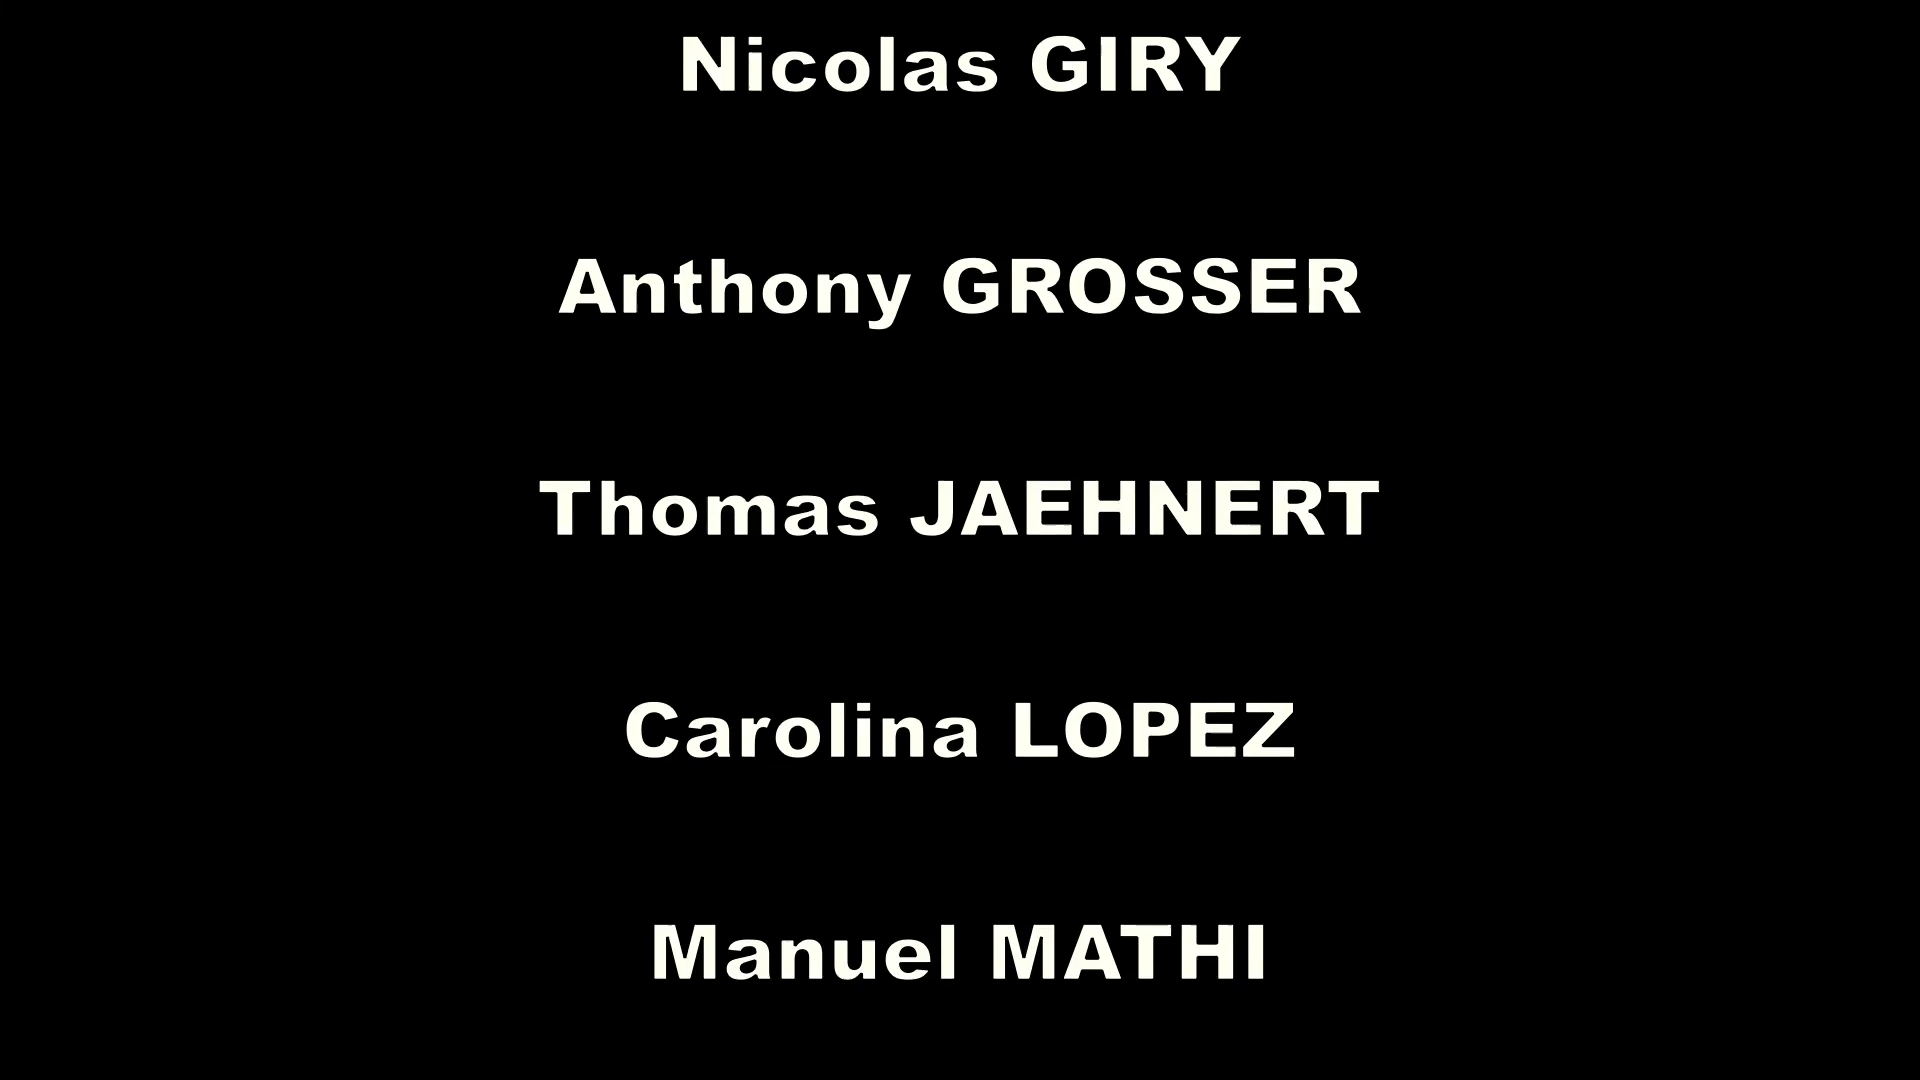 Nicolas GIRY
Anthony GROSSER
Thomas JAEHNERT
Carolina LOPEZ
Manuel MATHI